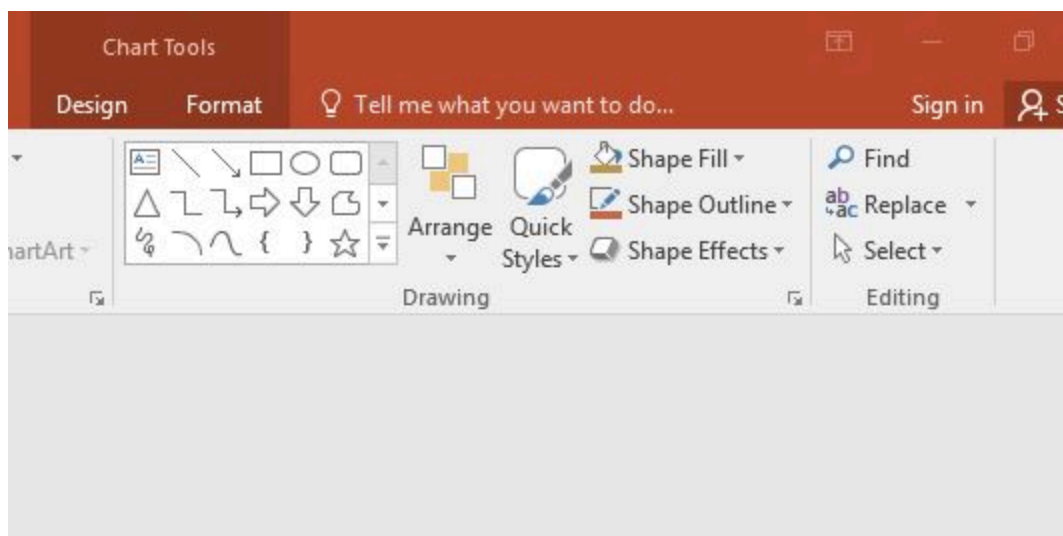 Chart Tools
Design Format Tell me what you want to do... Sign in
Shape Fill Find
Shape Outline Replace
Arrange Quick
Styles
Shape Effects Select
Drawing Editing